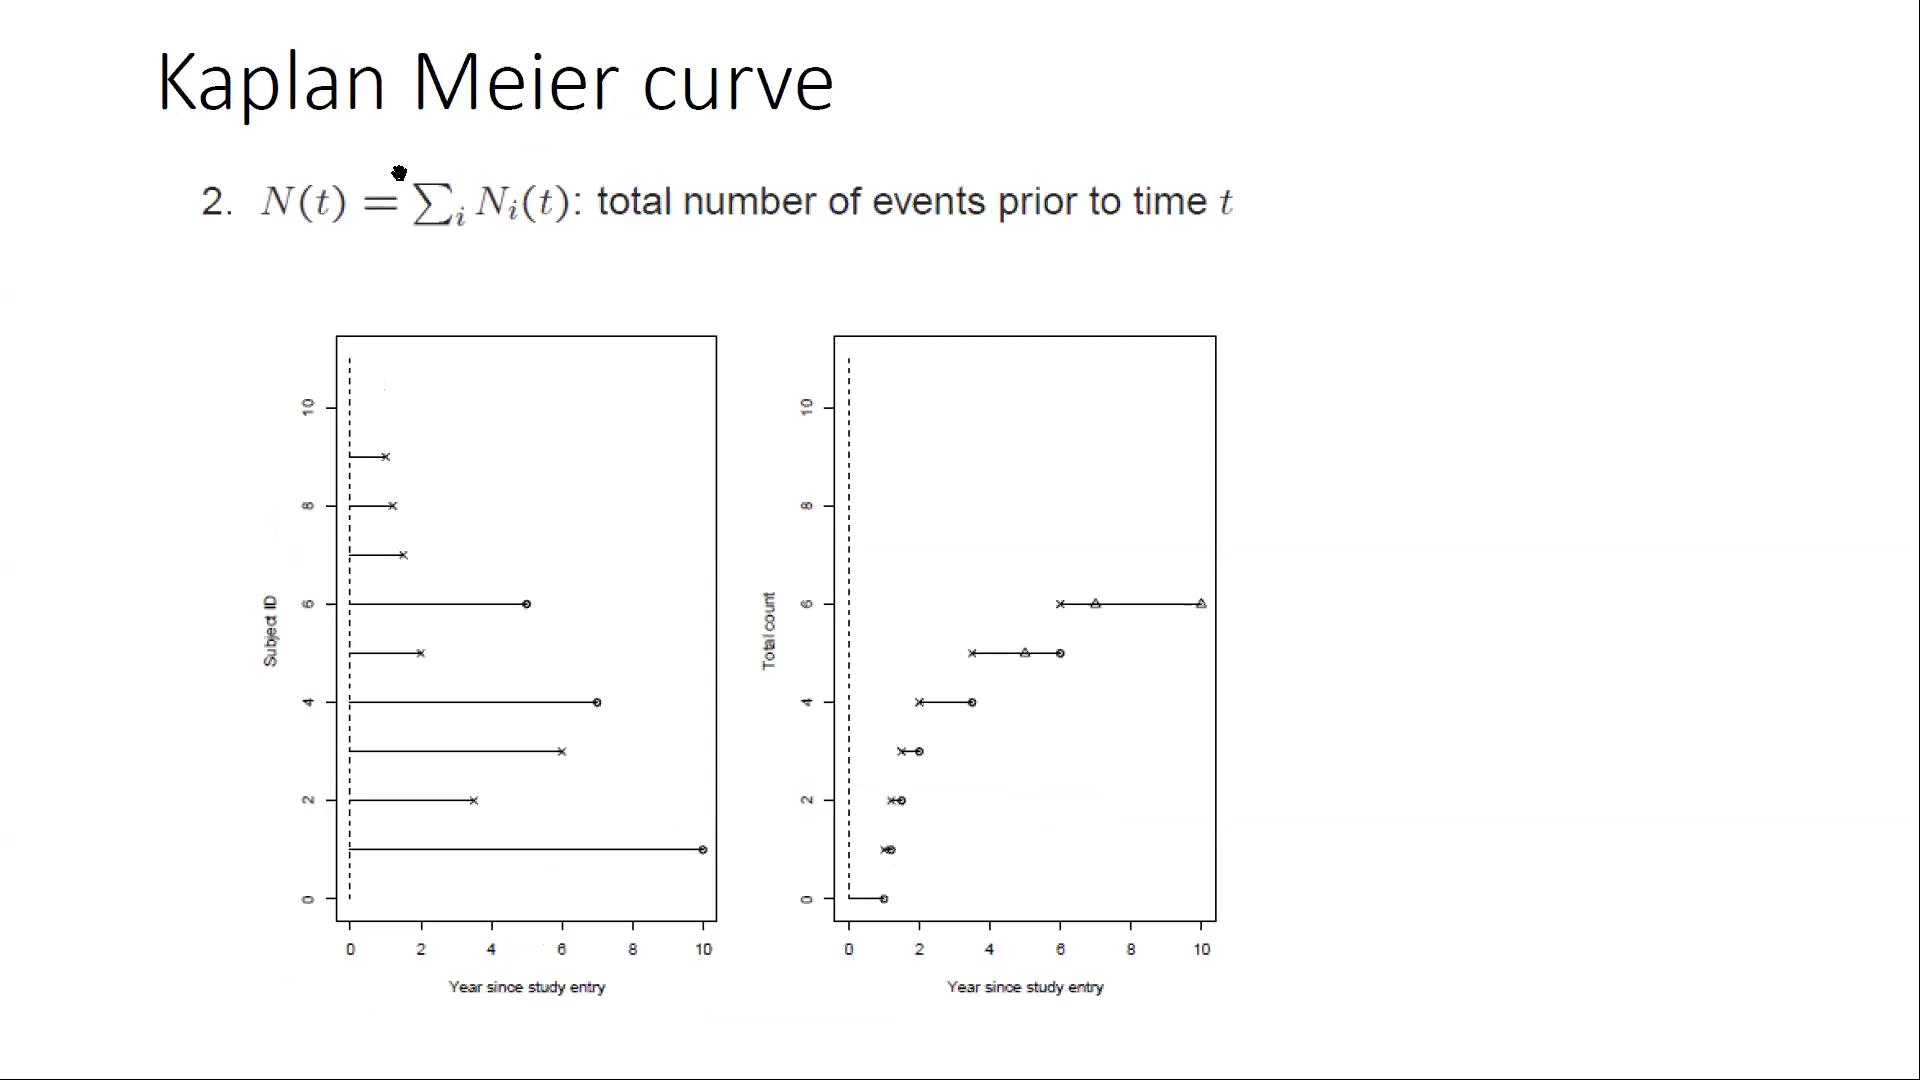 Kaplan Meier curve
2. N(t) = ∑ᵢ Nᵢ(t): total number of events prior to time t
Subject ID
10
8
6
4
2
0
0 2 4 6 8 10
Year since study entry
Total count
10
8
6
4
2
0
0 2 4 6 8 10
Year since study entry